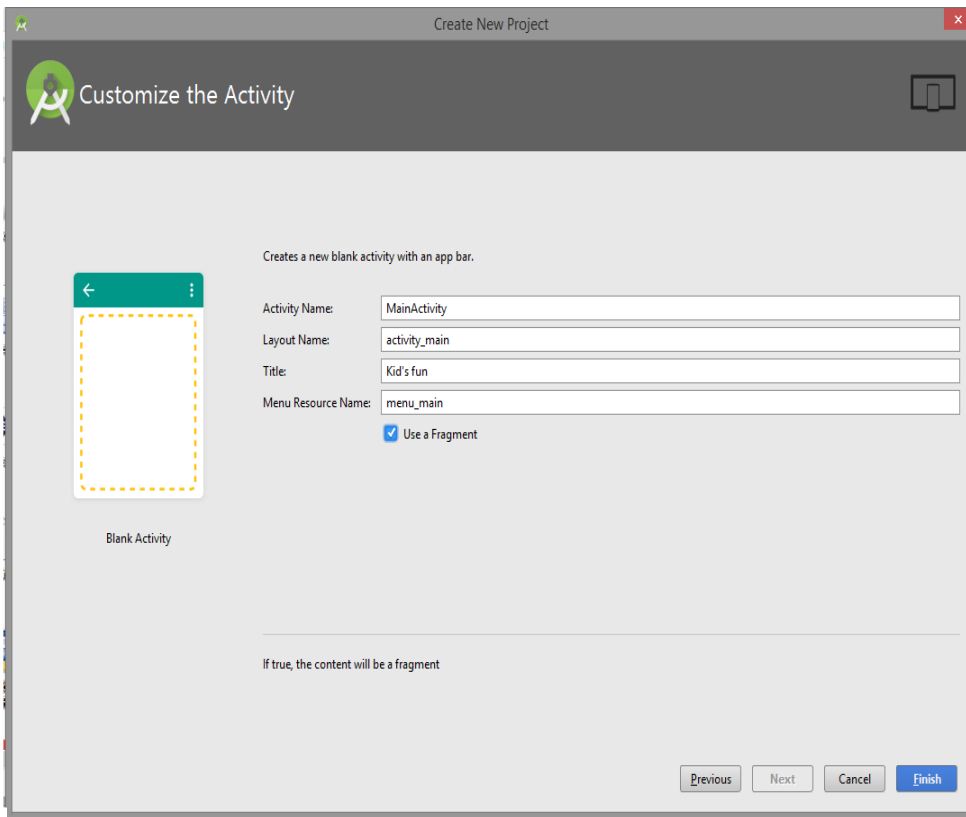 Create New Project
Customize the Activity
Creates a new blank activity with an app bar.
Activity Name: MainActivity
Layout Name: activity_main
Title: Kid's fun
Menu Resource Name: menu_main
Use a Fragment
Blank Activity
If true, the content will be a fragment
Previous Next Cancel Finish